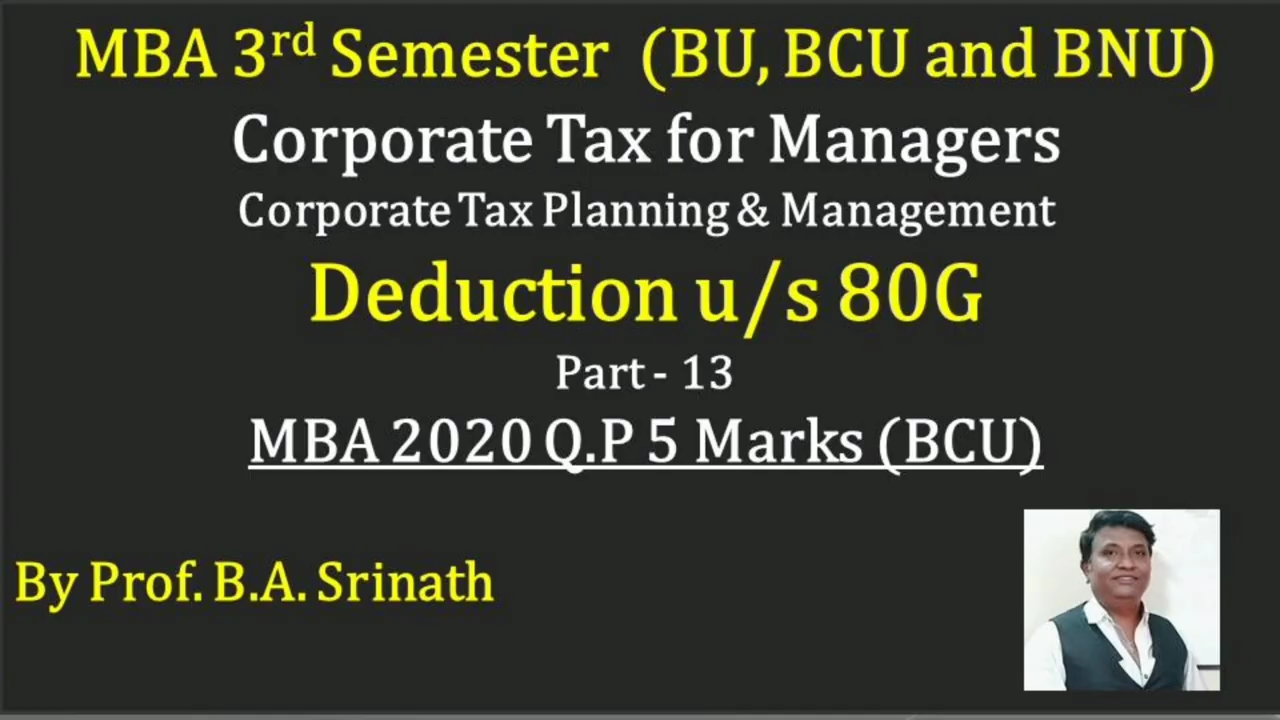 MBA 3rd Semester (BU, BCU and BNU)
Corporate Tax for Managers
Corporate Tax Planning & Management
Deduction u/s 80G
Part - 13
MBA 2020 Q.P 5 Marks (BCU)
By Prof. B.A. Srinath